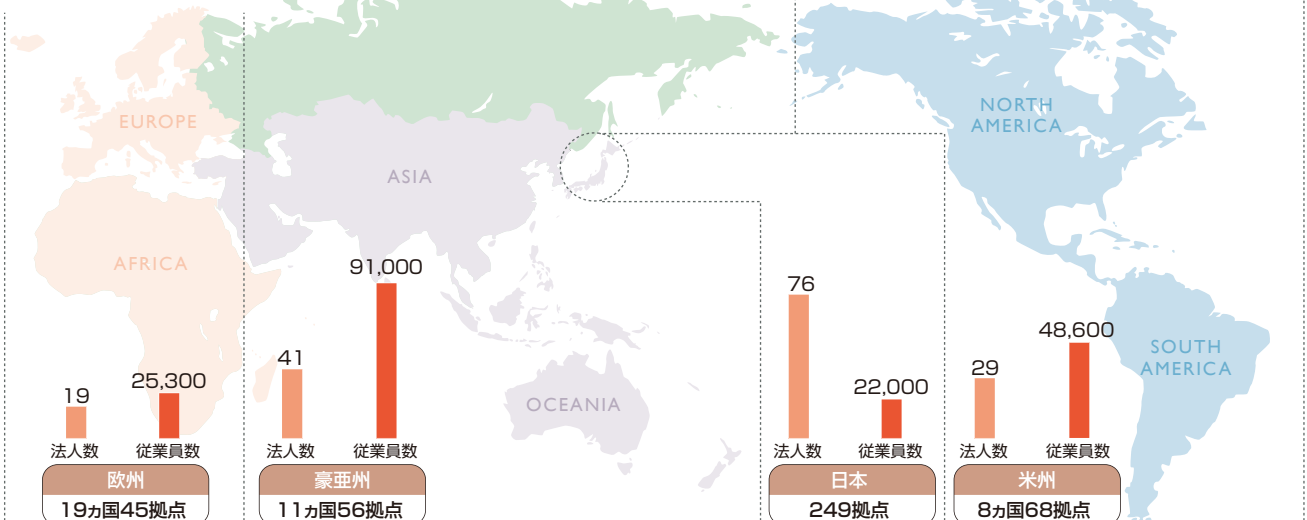 EUROPE
AFRICA
ASIA
OCEANIA
NORTH
AMERICA
SOUTH
AMERICA
19
25,300
法人数
従業員数
欧州
19ヵ国45拠点
41
91,000
法人数
従業員数
豪亜州
11ヵ国56拠点
76
22,000
法人数
従業員数
日本
249拠点
29
48,600
法人数
従業員数
米州
8ヵ国68拠点